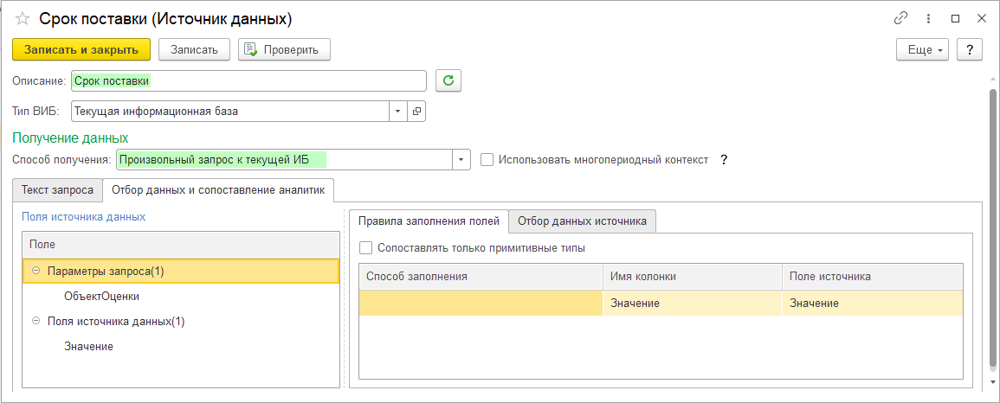 Срок поставки (Источник данных)
Записать и закрыть
Записать
Проверить
Еще
?
Описание:
Срок поставки
Тип ВИБ:
Текущая информационная база
Получение данных
Способ получения:
Произвольный запрос к текущей ИБ
Использовать многопериодный контекст
?
Текст запроса
Отбор данных и сопоставление аналитик
Поля источника данных
Поле
Параметры запроса(1)
ОбъектОценки
Поля источника данных(1)
Значение
Правила заполнения полей
Отбор данных источника
Сопоставлять только примитивные типы
Способ заполнения
Имя колонки
Поле источника
Значение
Значение